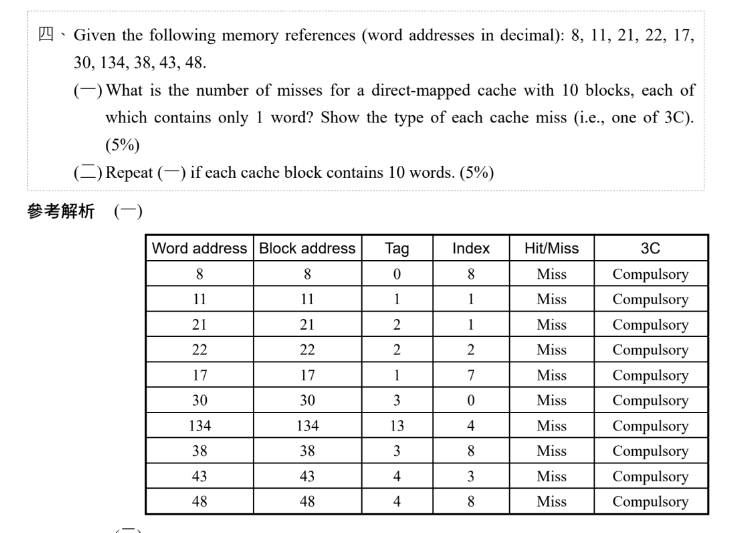 四、Given the following memory references (word addresses in decimal): 8, 11, 21, 22, 17,
30, 134, 38, 43, 48.
(一) What is the number of misses for a direct-mapped cache with 10 blocks, each of
which contains only 1 word? Show the type of each cache miss (i.e., one of 3C).
(5%)
(二) Repeat (一) if each cache block contains 10 words. (5%)
參考解析 (一)
Word address Block address Tag Index Hit/Miss 3C
8 8 0 8 Miss Compulsory
11 11 1 1 Miss Compulsory
21 21 2 1 Miss Compulsory
22 22 2 2 Miss Compulsory
17 17 1 7 Miss Compulsory
30 30 3 0 Miss Compulsory
134 134 13 4 Miss Compulsory
38 38 3 8 Miss Compulsory
43 43 4 3 Miss Compulsory
48 48 4 8 Miss Compulsory